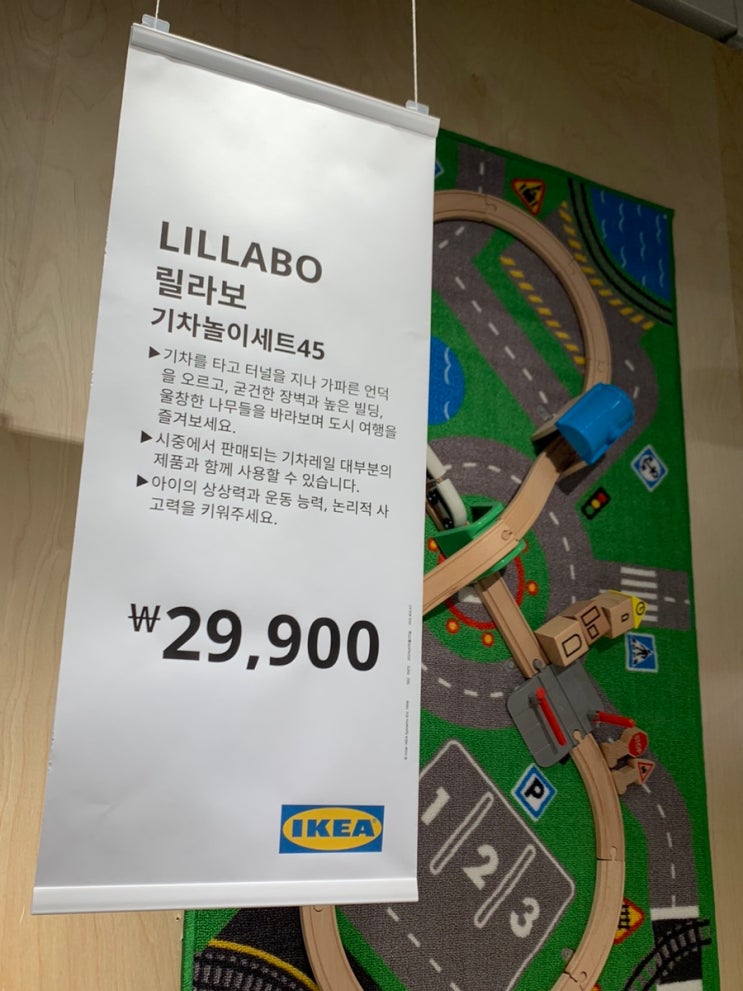 LILLABO
릴라보
기차놀이세트45
▶기차를 타고 터널을 지나 가파른 언덕
을 오르고, 굳건한 장벽과 높은 빌딩,
울창한 나무들을 바라보며 도시 여행을
즐겨보세요.
▶시중에서 판매되는 기차레일 대부분의
제품과 함께 사용할 수 있습니다.
▶아이의 상상력과 운동 능력, 논리적 사
고력을 키워주세요.
₩29,900
IKEA
P
1
2
3